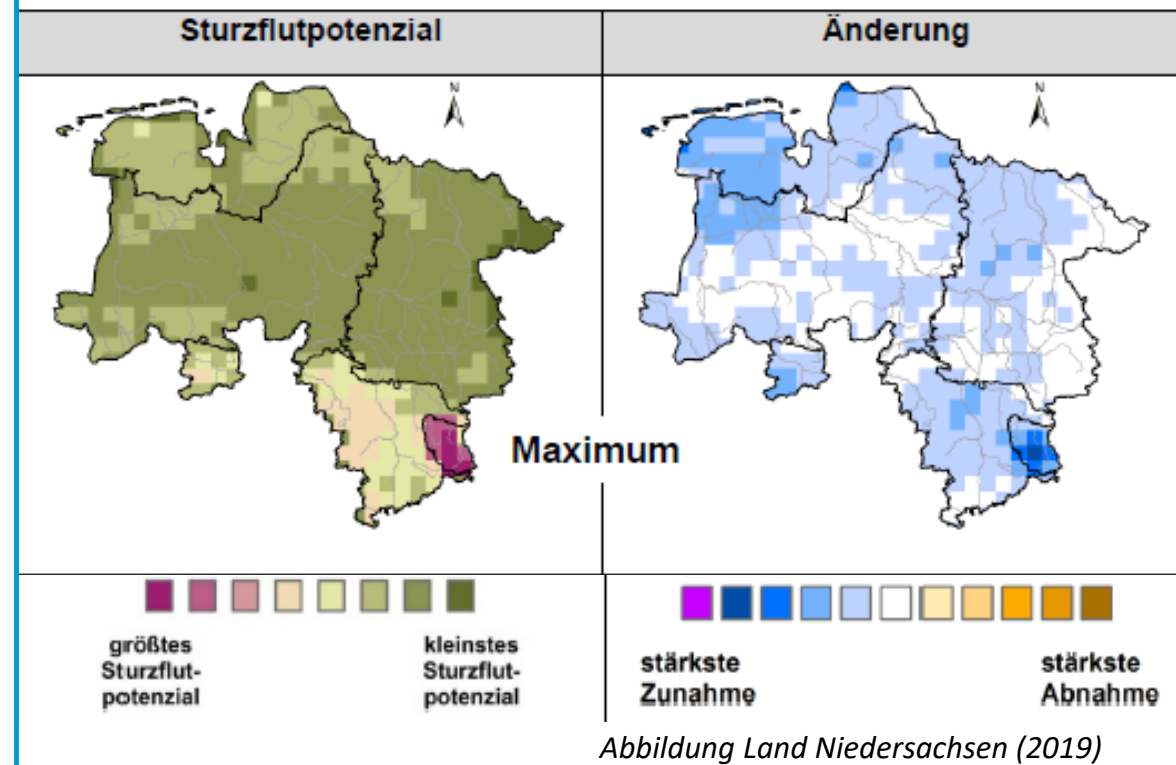 Sturzflutpotenzial
Änderung
N
N
Maximum
größtes
Sturzflut-
potenzial
kleinstes
Sturzflut-
potenzial
stärkste
Zunahme
stärkste
Abnahme
Abbildung Land Niedersachsen (2019)